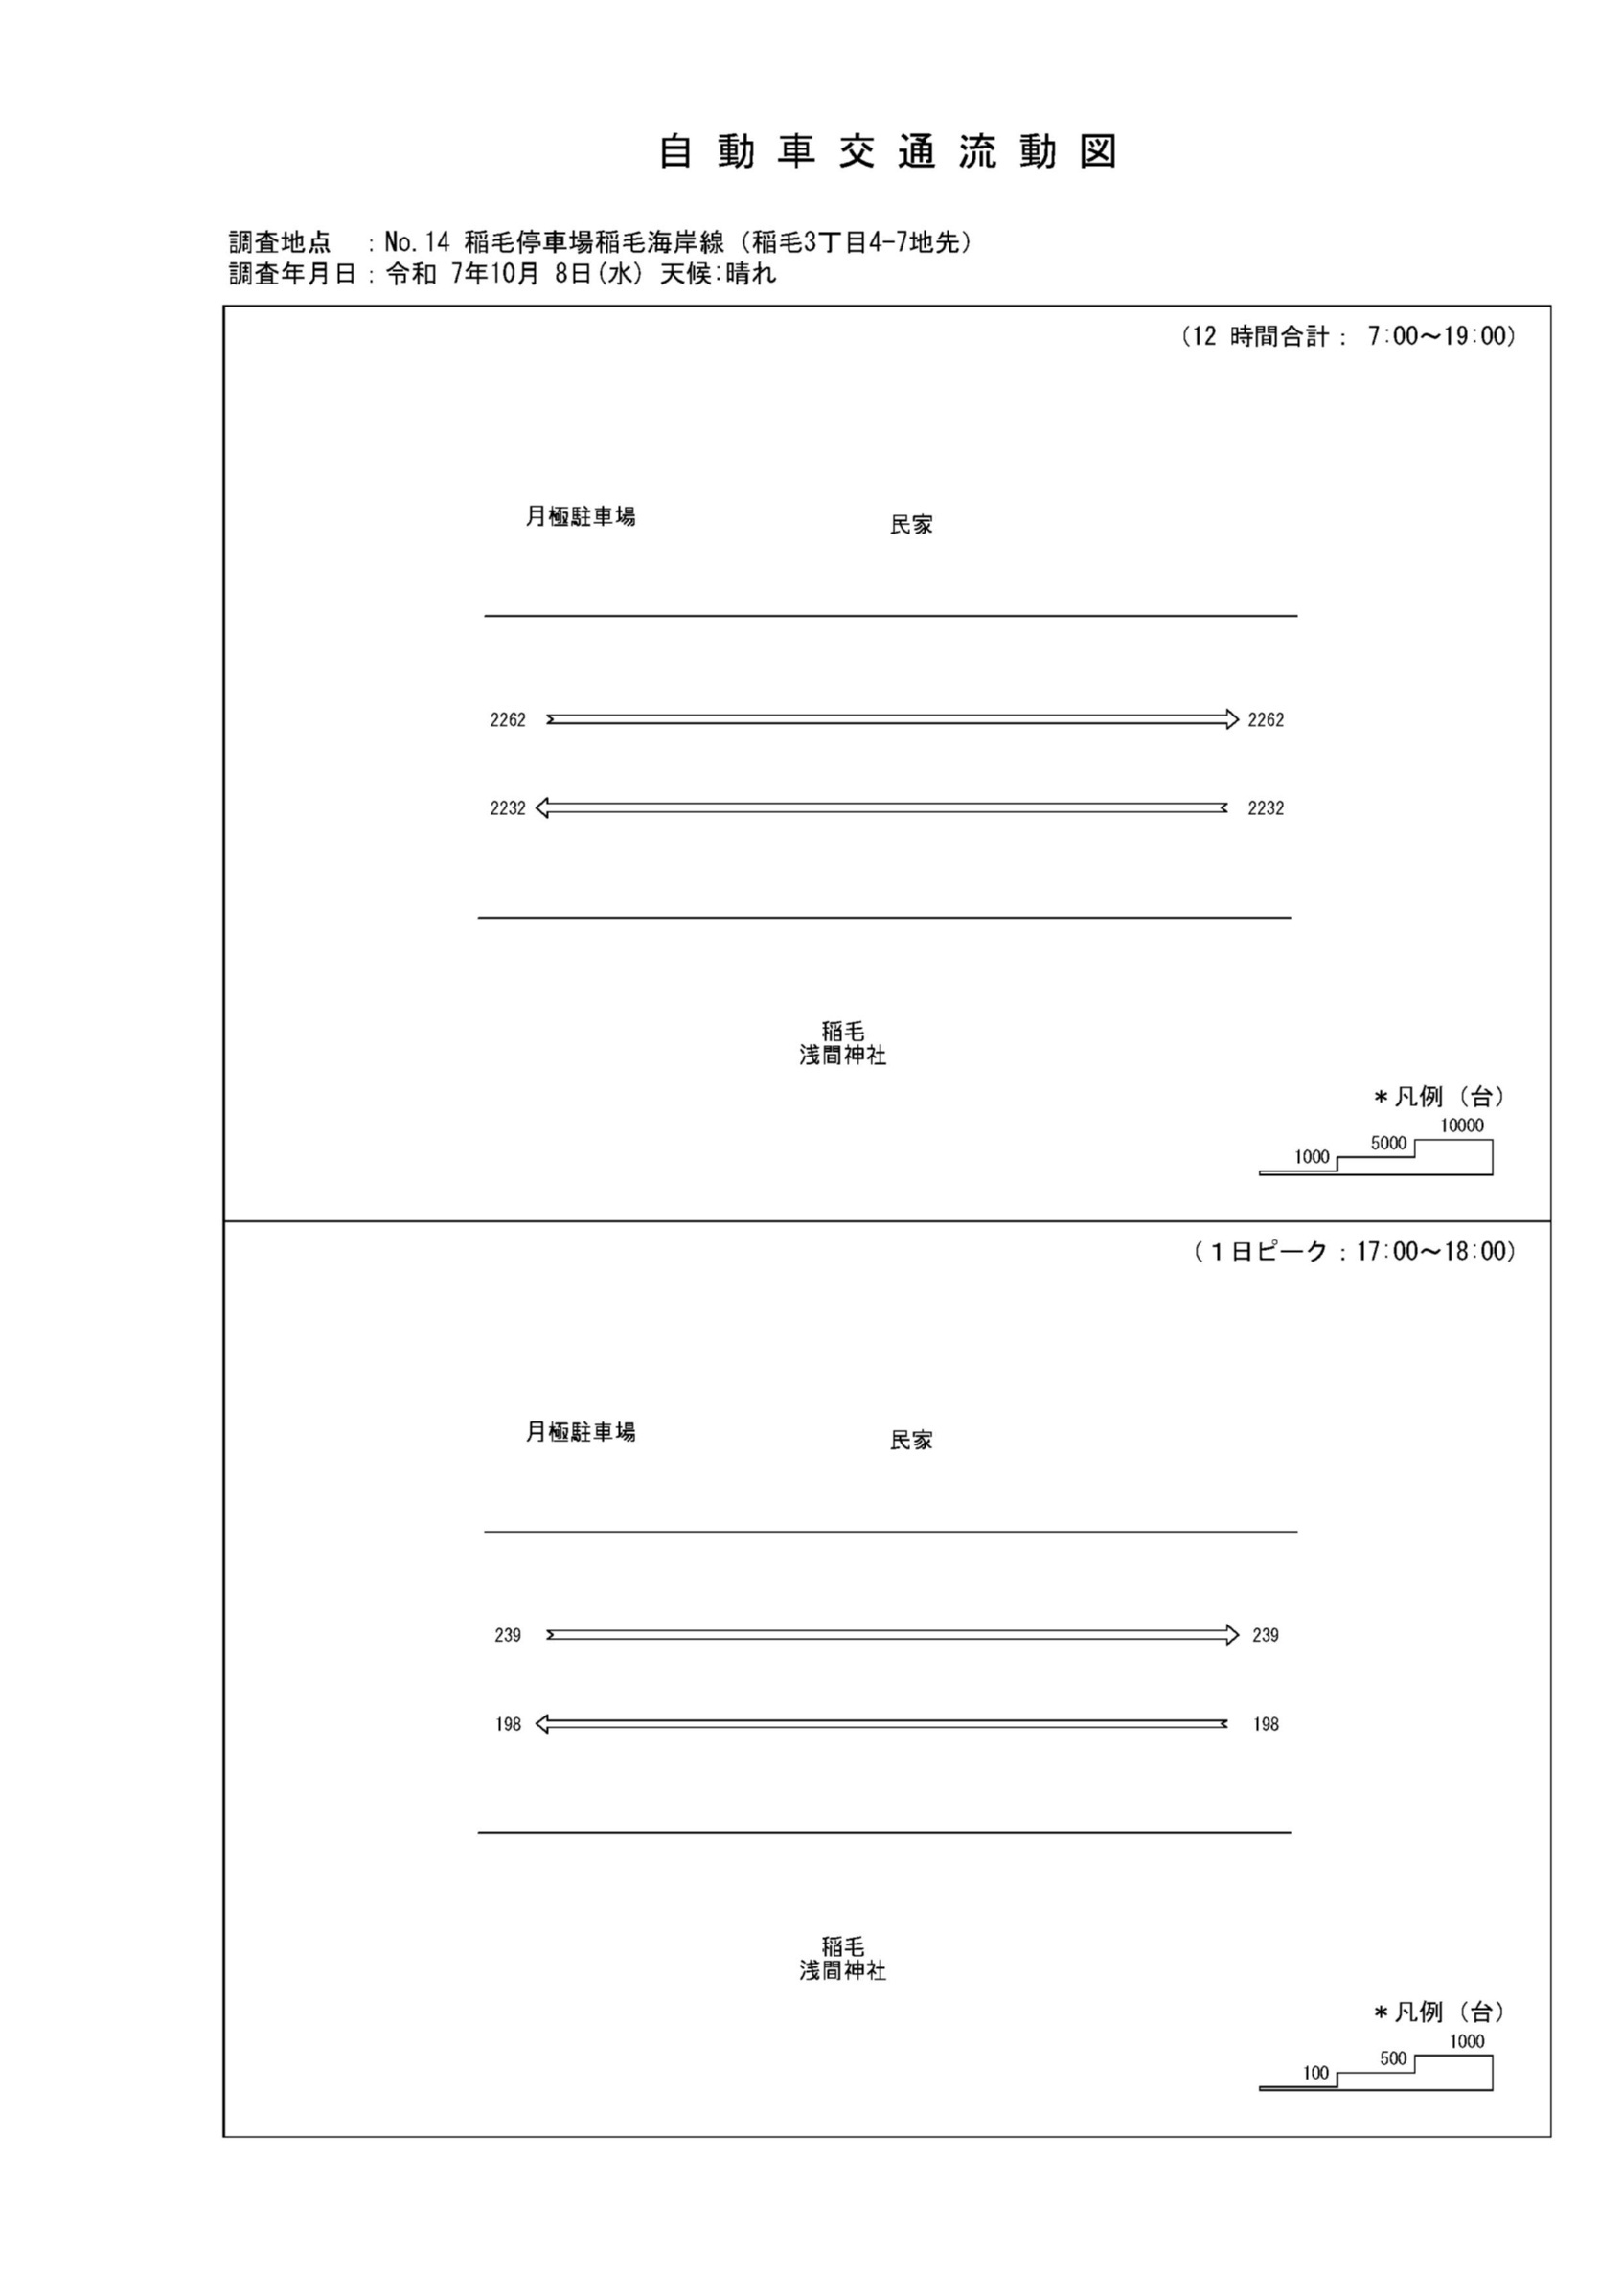 自動車交通流動図
調査地点 : No.14 稲毛停車場稲毛海岸線 (稲毛3丁目4-7地先)
調査年月日 : 令和 7年10月 8日(水) 天候:晴れ
(12 時間合計 : 7:00〜19:00)
月極駐車場 民家
2262 2262
2232 2232
稲毛
浅間神社
*凡例 (台)
10000
5000
1000
(1日ピーク : 17:00〜18:00)
月極駐車場 民家
239 239
198 198
稲毛
浅間神社
*凡例 (台)
1000
500
100